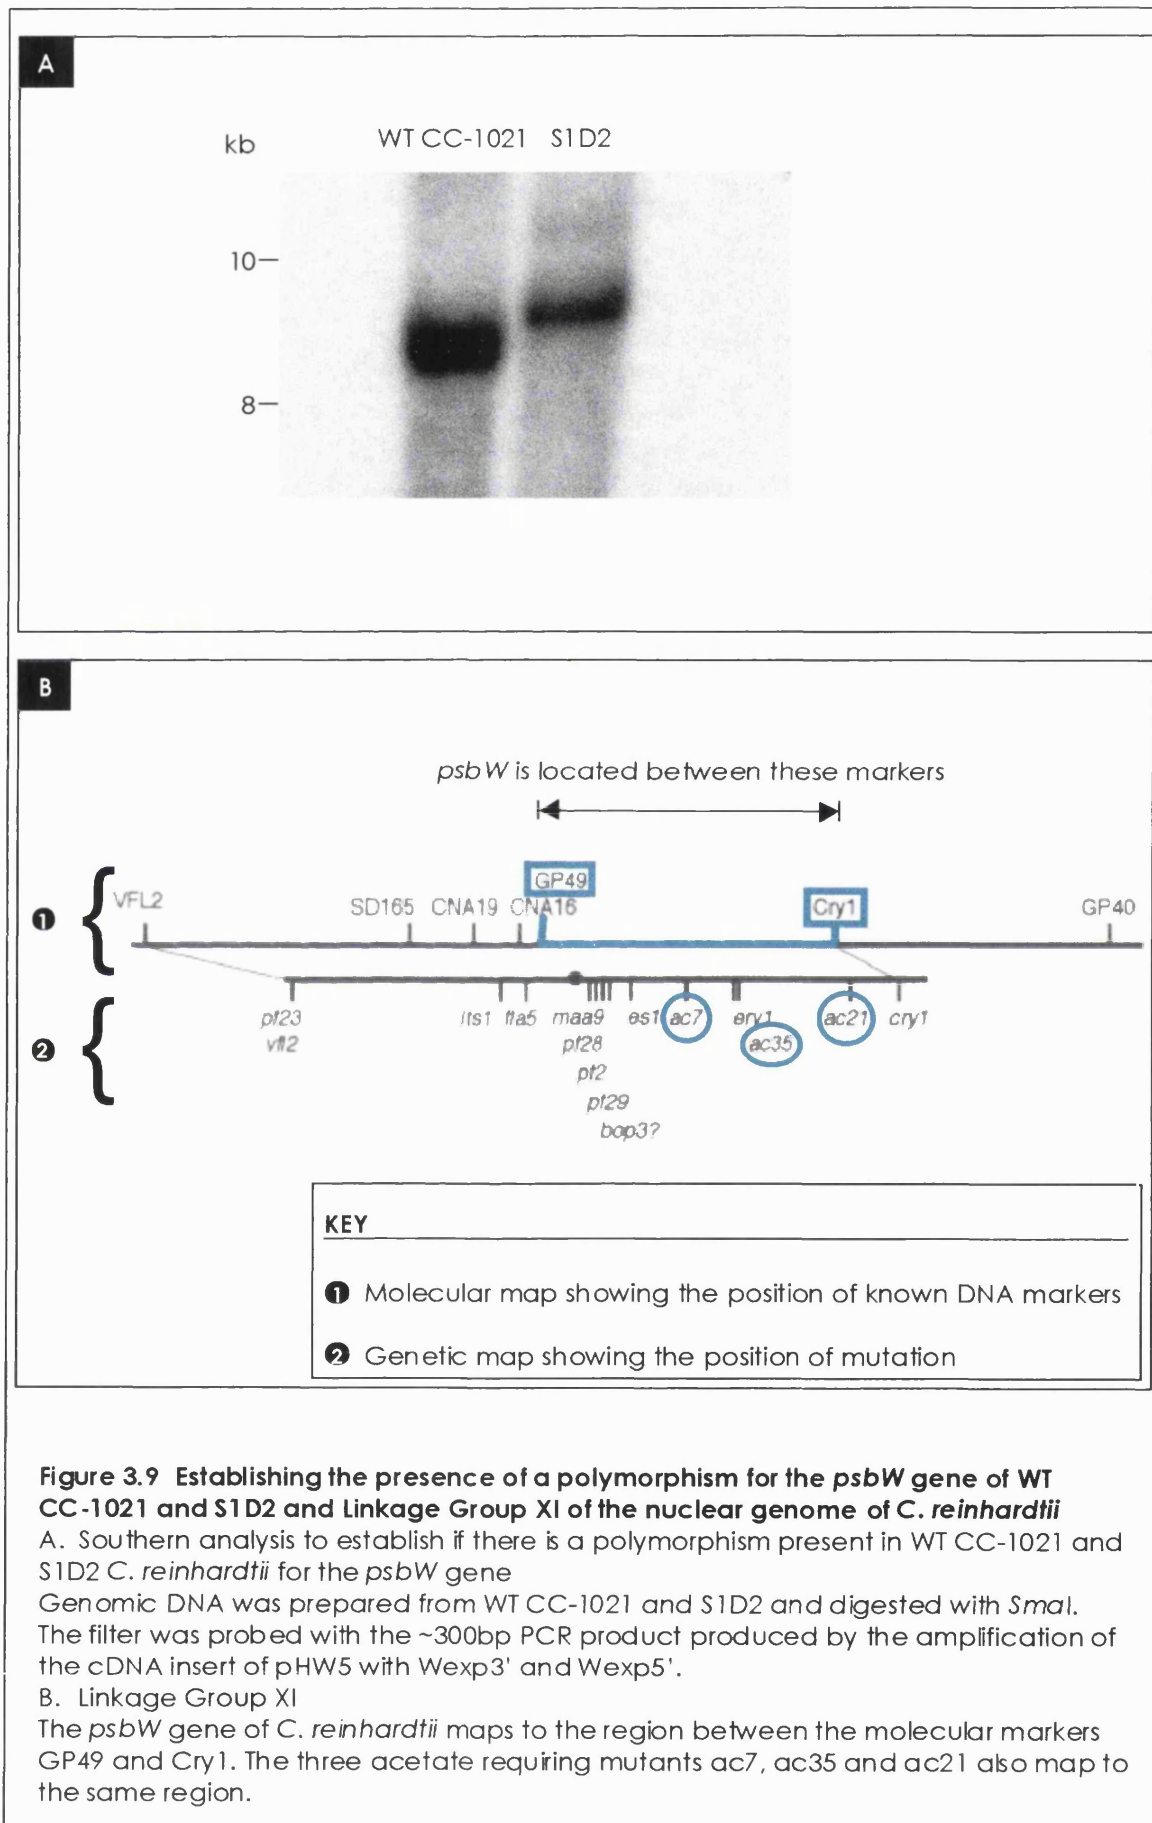 A
kb WT CC-1021 S1D2
10
8
B
psbW is located between these markers
GP49
VFL2 SD165 CNA19 CNA16 Cry1 GP40
1
pf23 lts1 fla5 maa9 es1 ac7 ery1 ac21 cry1
vfl2 pf28 ac35
2
pf2
pf29
bop3?
KEY
1 Molecular map showing the position of known DNA markers
2 Genetic map showing the position of mutation
Figure 3.9 Establishing the presence of a polymorphism for the psbW gene of WT
CC-1021 and S1D2 and Linkage Group XI of the nuclear genome of C. reinhardtii
A. Southern analysis to establish if there is a polymorphism present in WT CC-1021 and
S1D2 C. reinhardtii for the psbW gene
Genomic DNA was prepared from WT CC-1021 and S1D2 and digested with SmaI.
The filter was probed with the ~300bp PCR product produced by the amplification of
the cDNA insert of pHW5 with Wexp3' and Wexp5'.
B. Linkage Group XI
The psbW gene of C. reinhardtii maps to the region between the molecular markers
GP49 and Cry1. The three acetate requiring mutants ac7, ac35 and ac21 also map to
the same region.